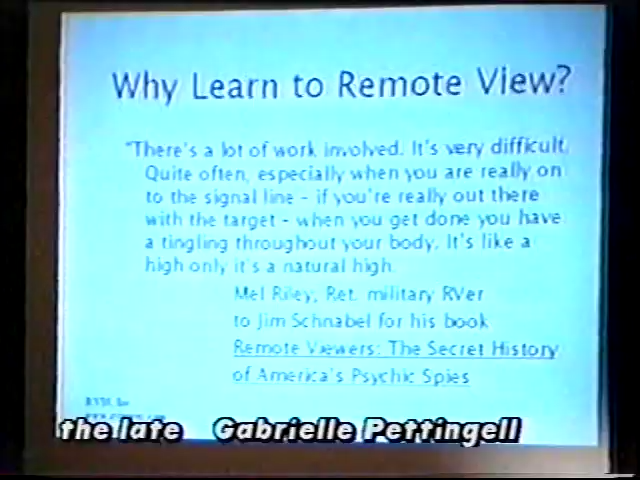 Why Learn to Remote View?
"There's a lot of work involved. It's very difficult.
Quite often, especially when you are really on
to the signal line - if you're really out there
with the target - when you get done you have
a tingling throughout your body. It's like a
high only it's a natural high.
Mel Riley, Ret. military RVer
to Jim Schnabel for his book
Remote Viewers: The Secret History
of America's Psychic Spies
the late Gabrielle Pettingell